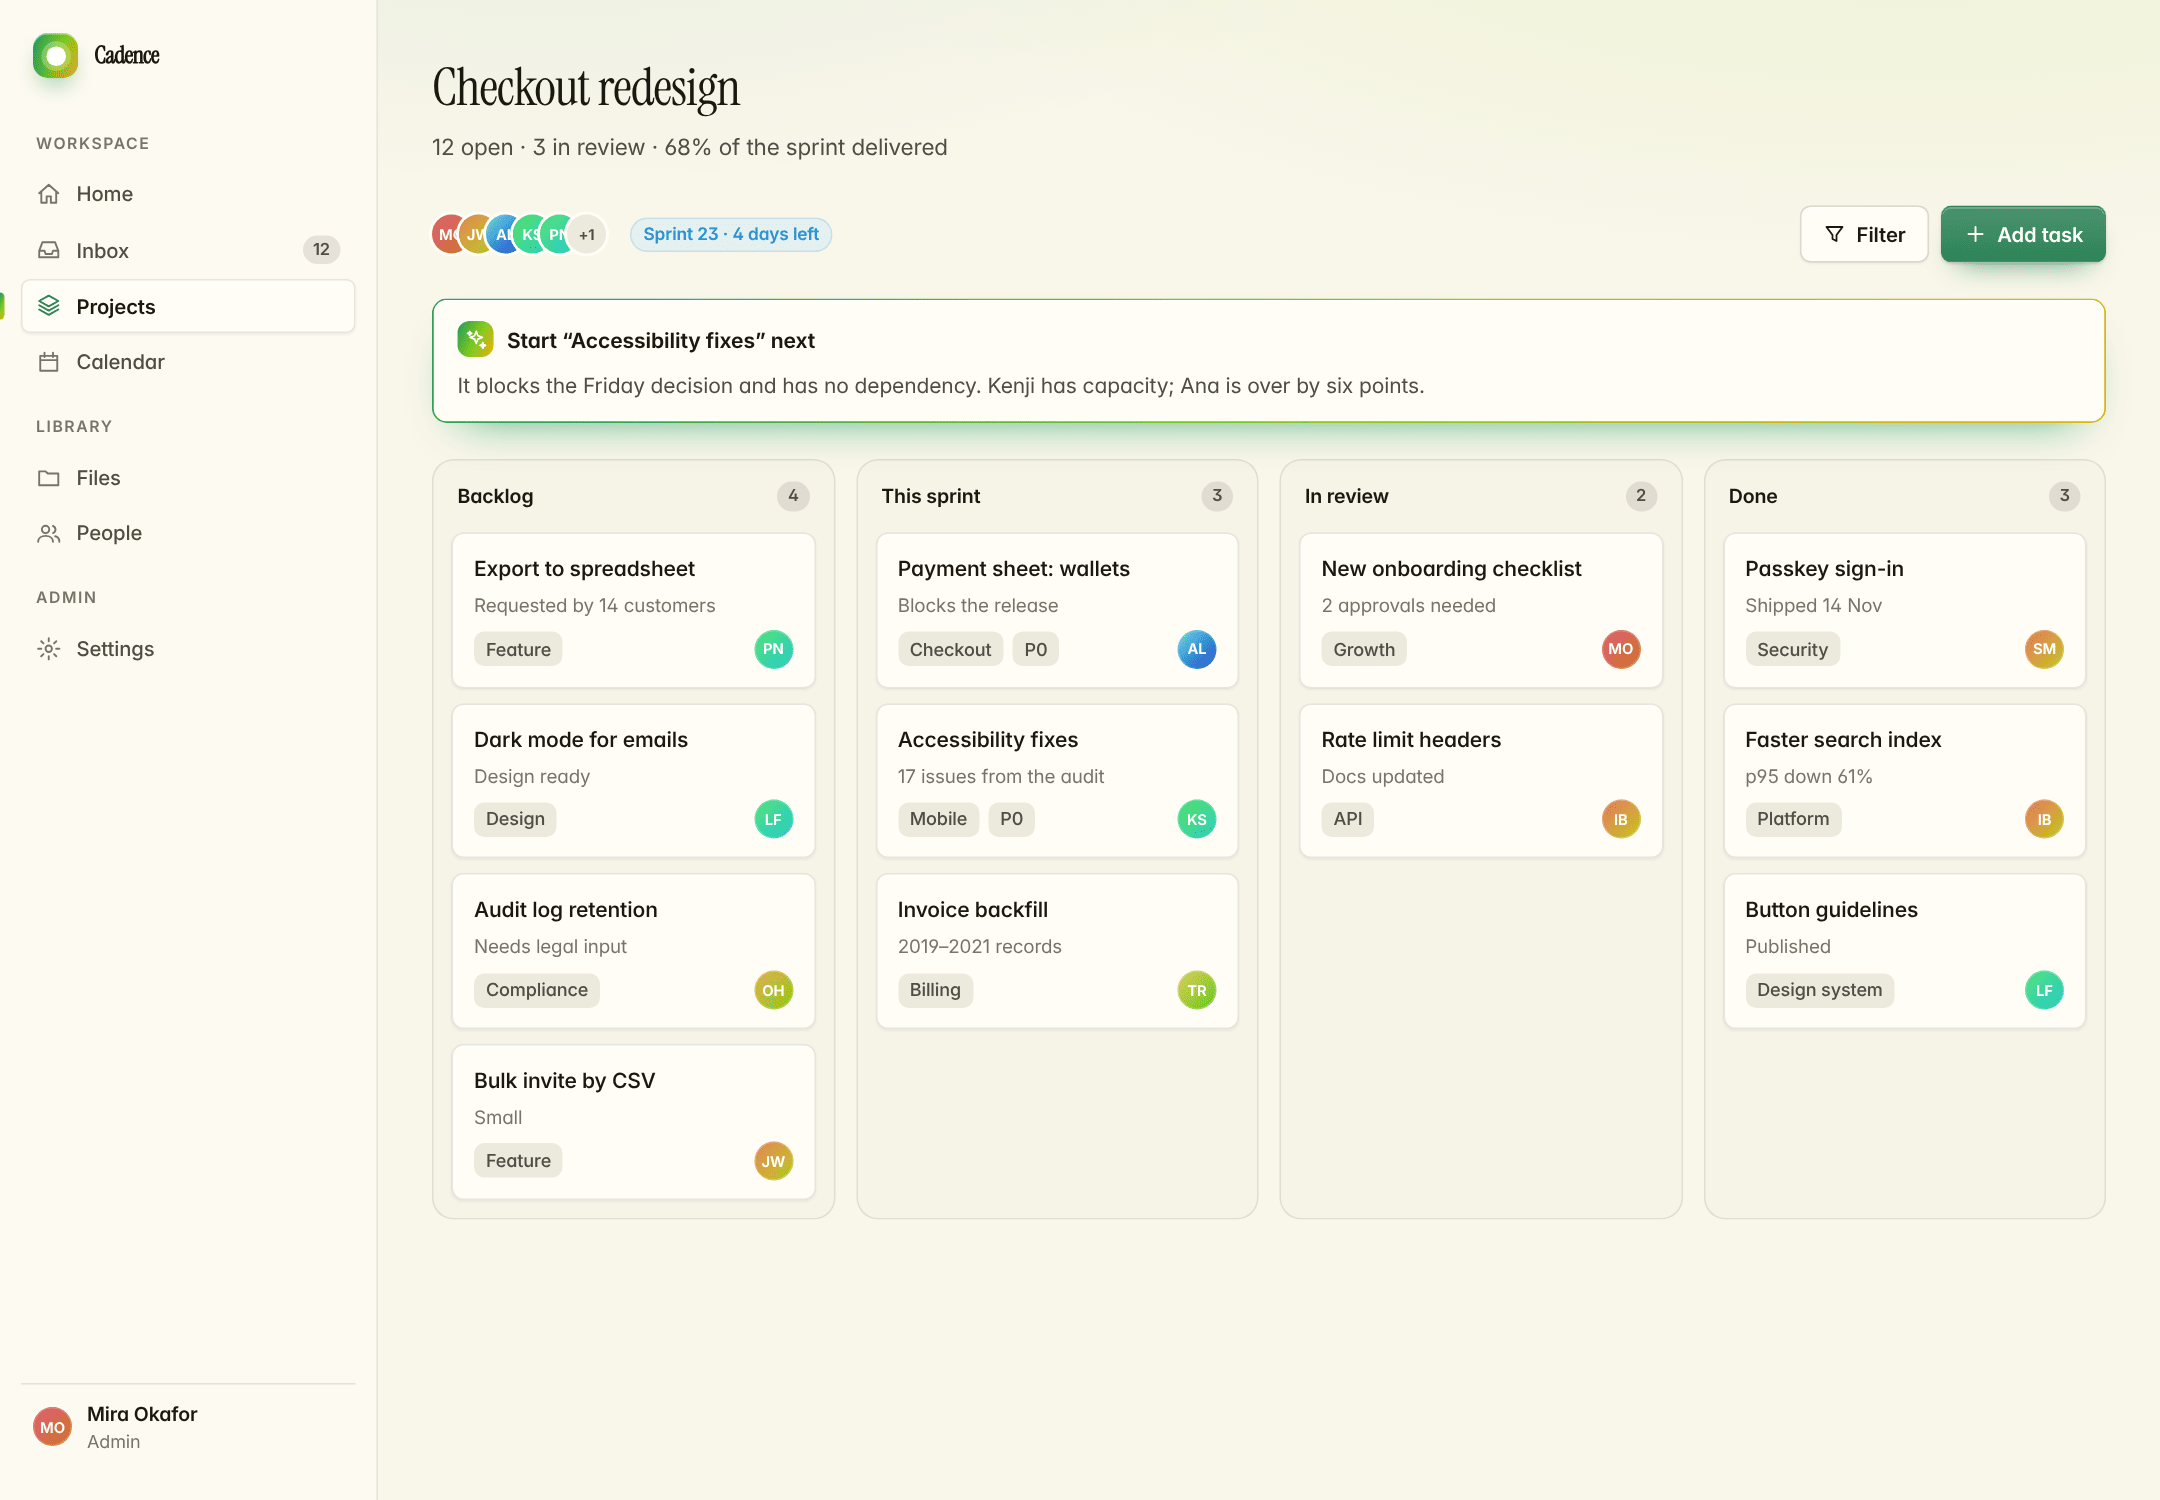 Cadence
WORKSPACE
Home
Inbox 12
Projects
Calendar
LIBRARY
Files
People
ADMIN
Settings
Mira Okafor
MO
Admin
Checkout redesign
12 open · 3 in review · 68% of the sprint delivered
+1
Sprint 23 · 4 days left
Filter
Add task
Start “Accessibility fixes” next
It blocks the Friday decision and has no dependency. Kenji has capacity; Ana is over by six points.
Backlog 4
Export to spreadsheet
Requested by 14 customers
Feature PN
Dark mode for emails
Design ready
Design LF
Audit log retention
Needs legal input
Compliance OH
Bulk invite by CSV
Small
Feature JW
This sprint 3
Payment sheet: wallets
Blocks the release
Checkout P0 AL
Accessibility fixes
17 issues from the audit
Mobile P0 KS
Invoice backfill
2019–2021 records
Billing TR
In review 2
New onboarding checklist
2 approvals needed
Growth MO
Rate limit headers
Docs updated
API IB
Done 3
Passkey sign-in
Shipped 14 Nov
Security SM
Faster search index
p95 down 61%
Platform IB
Button guidelines
Published
Design system LF